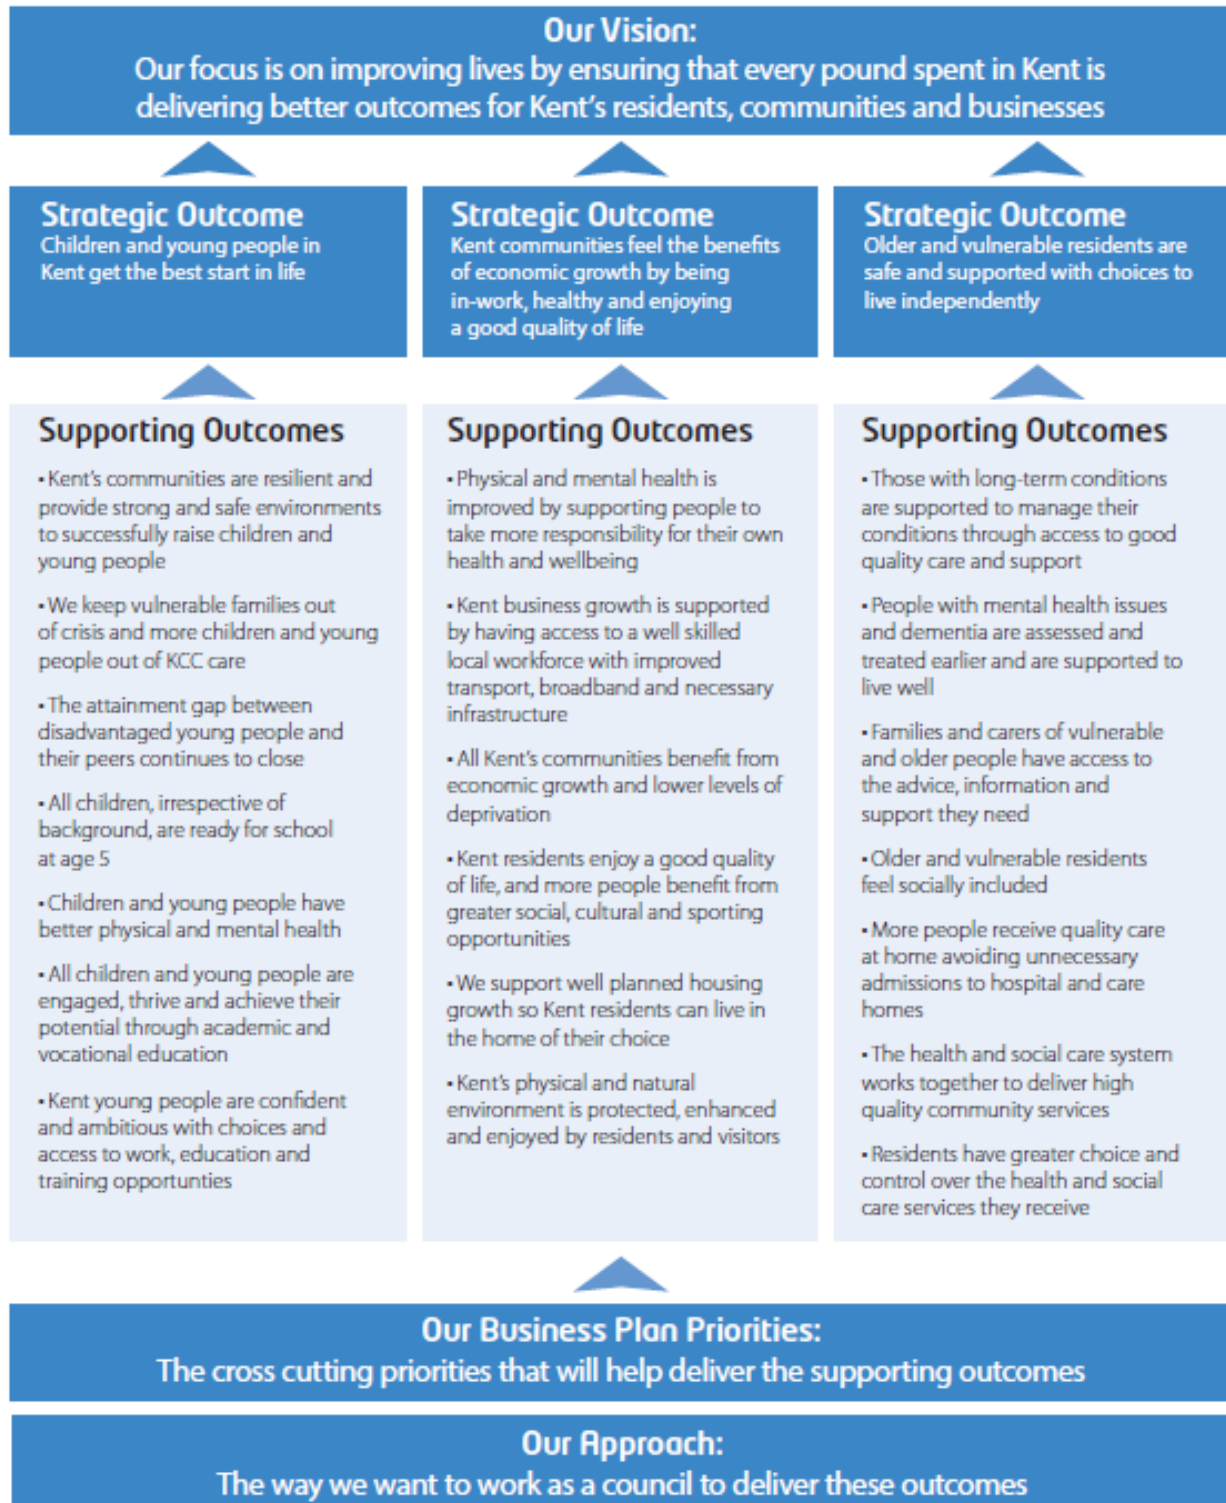 Our Vision:
Our focus is on improving lives by ensuring that every pound spent in Kent is
delivering better outcomes for Kent's residents, communities and businesses
Strategic Outcome
Children and young people in
Kent get the best start in life
Strategic Outcome
Kent communities feel the benefits
of economic growth by being
in-work, healthy and enjoying
a good quality of life
Strategic Outcome
Older and vulnerable residents are
safe and supported with choices to
live independently
Supporting Outcomes
▪ Kent's communities are resilient and
provide strong and safe environments
to successfully raise children and
young people
▪ We keep vulnerable families out
of crisis and more children and young
people out of KCC care
▪ The attainment gap between
disadvantaged young people and
their peers continues to close
▪ All children, irrespective of
background, are ready for school
at age 5
▪ Children and young people have
better physical and mental health
▪ All children and young people are
engaged, thrive and achieve their
potential through academic and
vocational education
▪ Kent young people are confident
and ambitious with choices and
access to work, education and
training opportunties
Supporting Outcomes
▪ Physical and mental health is
improved by supporting people to
take more responsibility for their own
health and wellbeing
▪ Kent business growth is supported
by having access to a well skilled
local workforce with improved
transport, broadband and necessary
infrastructure
▪ All Kent's communities benefit from
economic growth and lower levels of
deprivation
▪ Kent residents enjoy a good quality
of life, and more people benefit from
greater social, cultural and sporting
opportunities
▪ We support well planned housing
growth so Kent residents can live in
the home of their choice
▪ Kent's physical and natural
environment is protected, enhanced
and enjoyed by residents and visitors
Supporting Outcomes
▪ Those with long-term conditions
are supported to manage their
conditions through access to good
quality care and support
▪ People with mental health issues
and dementia are assessed and
treated earlier and are supported to
live well
▪ Families and carers of vulnerable
and older people have access to
the advice, information and
support they need
▪ Older and vulnerable residents
feel socially included
▪ More people receive quality care
at home avoiding unnecessary
admissions to hospital and care
homes
▪ The health and social care system
works together to deliver high
quality community services
▪ Residents have greater choice and
control over the health and social
care services they receive
Our Business Plan Priorities:
The cross cutting priorities that will help deliver the supporting outcomes
Our Approach:
The way we want to work as a council to deliver these outcomes